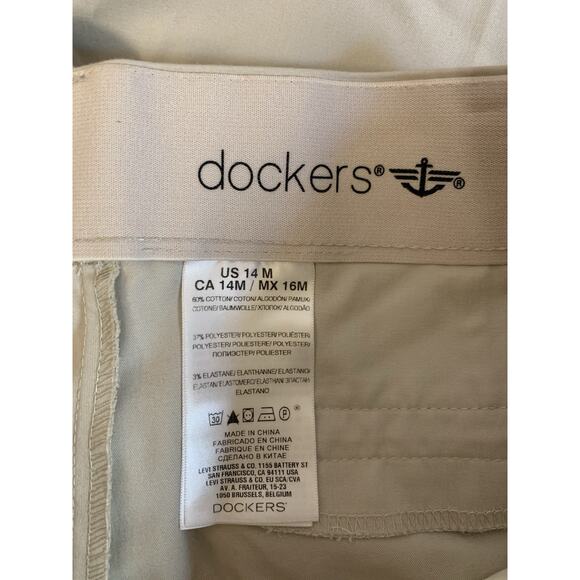 dockers® ®
US 14 M
CA 14M / MX 16M
60% COTTON/ COTON/ ALGODÓN/ PAMUK/
COTONE/ BAUMWOLLE/ ХЛОПОК/ ALGODÃO
37% POLYESTER/ POLYESTER/ POLIÉSTER/
POLYESTER/ POLIESTERE/ POLYESTER/
ПОЛИЭСТЕР/ POLIESTER
3% ELASTANE/ ELASTHANNE/ ELASTANO/
ELASTAN/ ELASTOMERO/ ELASTHAN/ ЭЛАСТАН/
ELASTANO
30 P ®
MADE IN CHINA
FABRICADO EN CHINA
FABRIQUE EN CHINE
СДЕЛАНО В КИТАЕ
LEVI STRAUSS & CO., 1155 BATTERY ST
SAN FRANCISCO, CA 94111 USA
LEVI STRAUSS & CO. EU SCA/CVA
AV. A. FRAITEUR, 15-23
1050 BRUSSELS, BELGIUM
DOCKERS